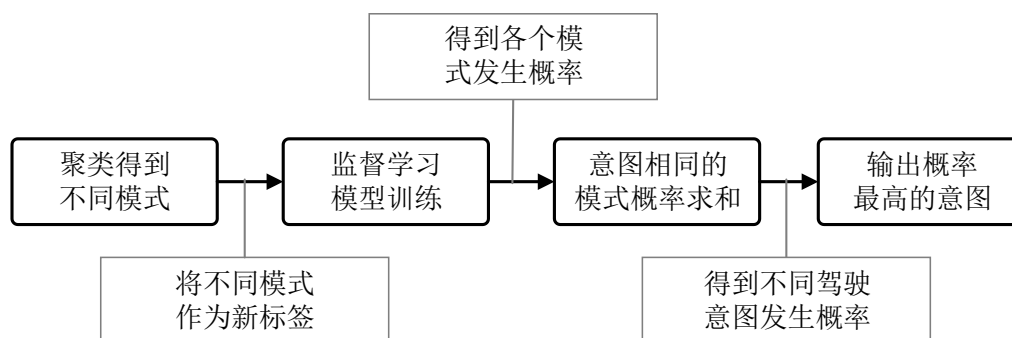 得到各个模
式发生概率
聚类得到
不同模式
监督学习
模型训练
意图相同的
模式概率求和
输出概率
最高的意图
将不同模式
作为新标签
得到不同驾驶
意图发生概率